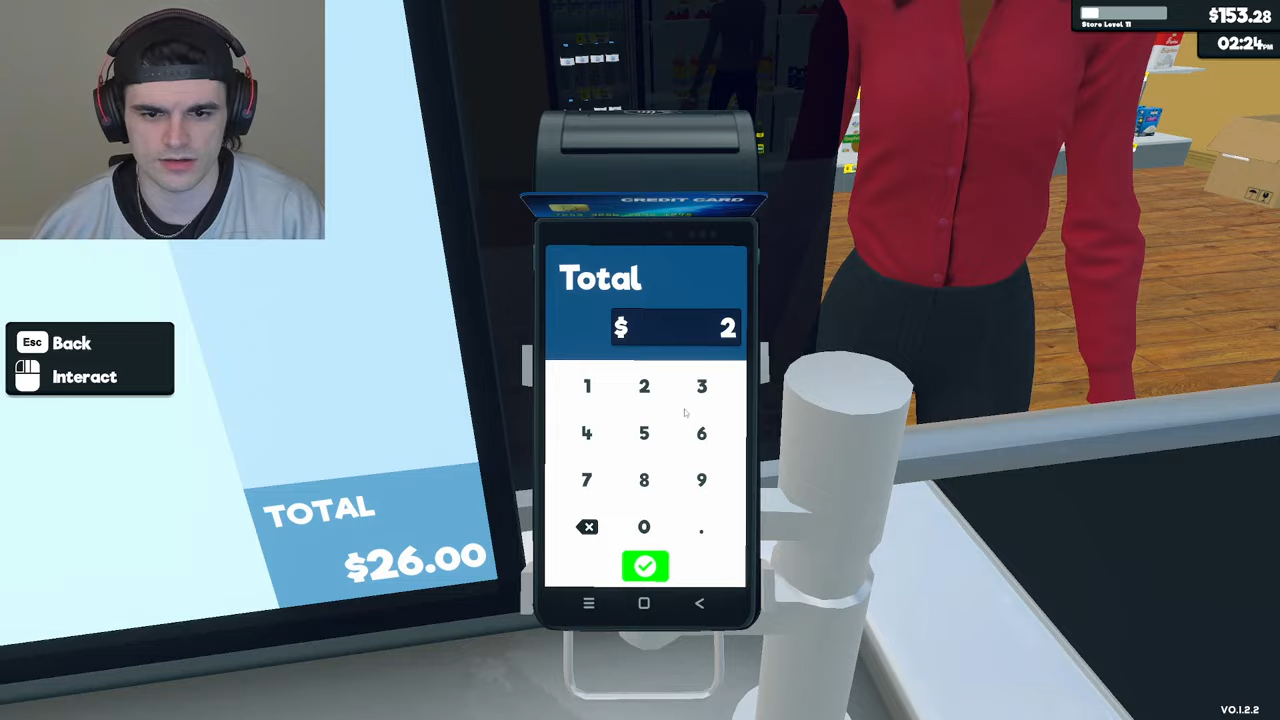 $153.28
Store Level 11
02:24PM
CREDIT CARD
Total
$ 2
Esc Back
Interact
1 2 3
4 5 6
7 8 9
0 .
TOTAL
$26.00
V0.1.2.2